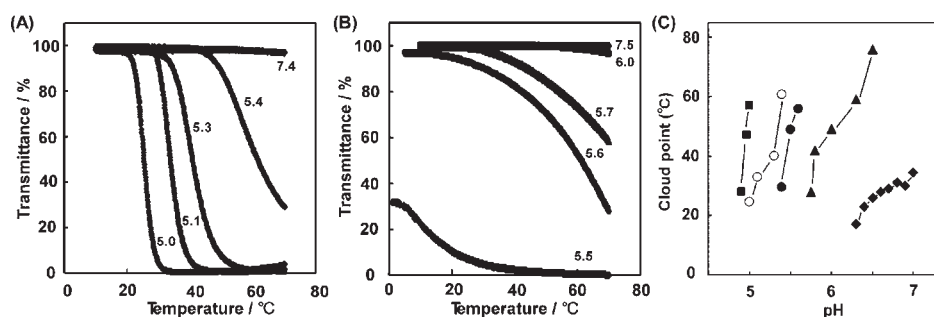 (A)
Transmittance / %
100
80
60
40
20
0
7.4
5.4
5.3
5.1
5.0
0 20 40 60 80
Temperature / °C
(B)
Transmittance / %
100
80
60
40
20
0
7.5
6.0
5.7
5.6
5.5
0 20 40 60 80
Temperature / °C
(C)
Cloud point (°C)
80
60
40
20
0
5 6 7
pH